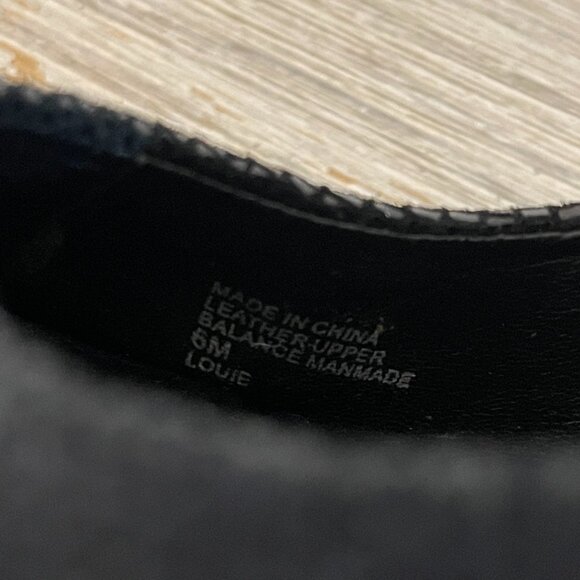 MADE IN CHINA
LEATHER UPPER
BALANCE MANMADE
6M
LOUIE